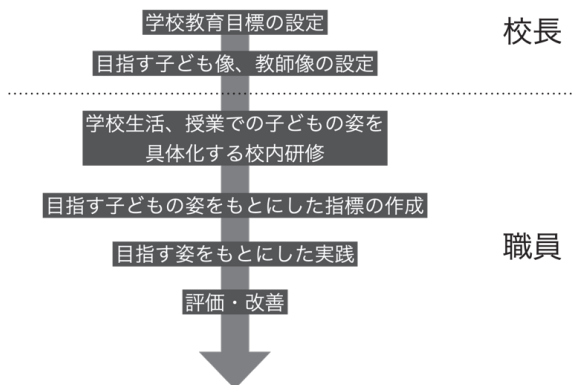 学校教育目標の設定
校長
目指す子ども像、教師像の設定
学校生活、授業での子どもの姿を
具体化する校内研修
目指す子どもの姿をもとにした指標の作成
職員
目指す姿をもとにした実践
評価・改善